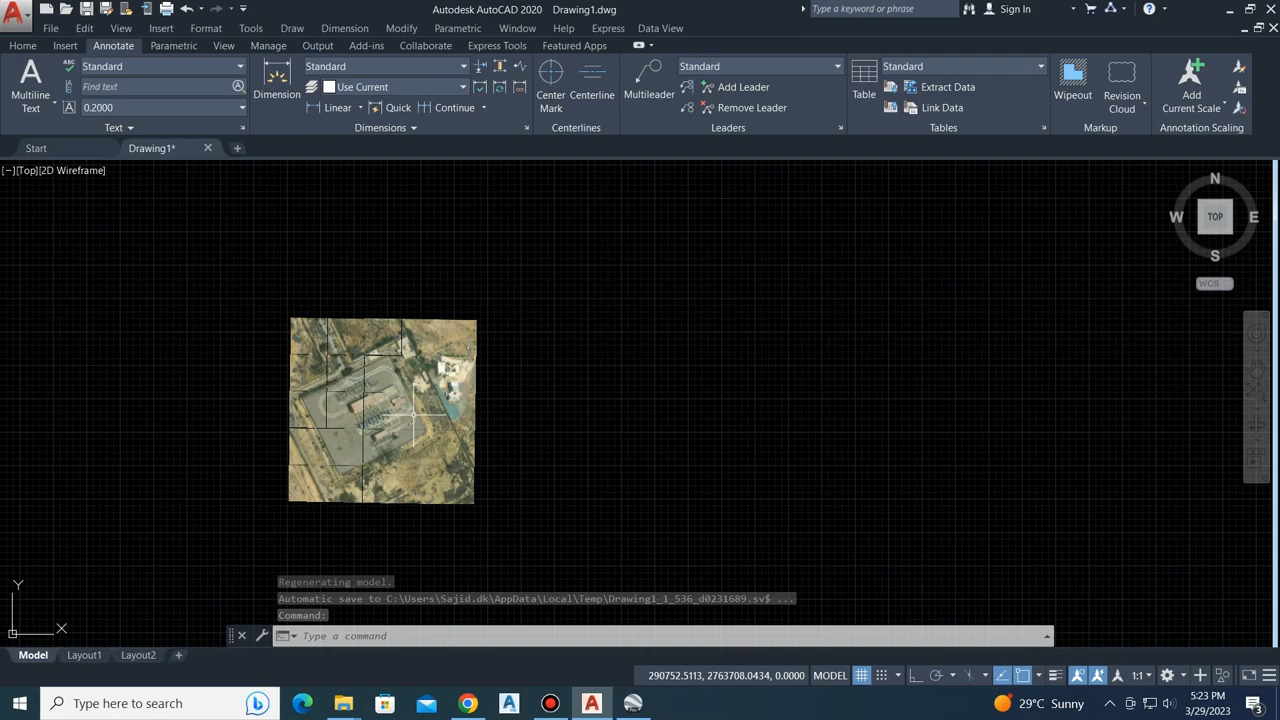 Autodesk AutoCAD 2020 Drawing1.dwg
Type a keyword or phrase
Sign In
File Edit View Insert Format Tools Draw Dimension Modify Parametric Window Help Express Data View
Home Insert Annotate Parametric View Manage Output Add-ins Collaborate Express Tools Featured Apps
Multiline
Text
ABC
Standard
Find text
0.2000
Text
Dimension
Standard
Use Current
Linear Quick Continue
Dimensions
Center
Mark
Centerline
Centerlines
Multileader
Standard
Add Leader
Remove Leader
Leaders
Table
Standard
Extract Data
Link Data
Tables
Wipeout
Revision
Cloud
Markup
Add
Current Scale
Annotation Scaling
Start
Drawing1*
[−][Top][2D Wireframe]
N
W TOP E
S
WCS
Y
X
Regenerating model.
Automatic save to C:\Users\Sajid.dk\AppData\Local\Temp\Drawing1_1_536_d0231689.sv$ ...
Command:
Type a command
Model Layout1 Layout2
290752.5113, 2763708.0434, 0.0000 MODEL
1:1
Type here to search
29°C Sunny
5:23 PM
3/29/2023
3